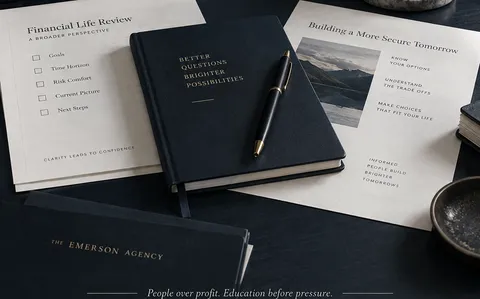 Financial Life Review
A BROADER PERSPECTIVE
Goals
Time Horizon
Risk Comfort
Current Picture
Next Steps
CLARITY LEADS TO CONFIDENCE
BETTER
QUESTIONS
BRIGHTER
POSSIBILITIES
Building a More Secure Tomorrow
KNOW
YOUR OPTIONS
UNDERSTAND
THE TRADE OFFS
MAKE CHOICES
THAT FIT YOUR LIFE
INFORMED
PEOPLE BUILD
BRIGHTER
TOMORROWS
THE EMERSON AGENCY
People over profit. Education before pressure.